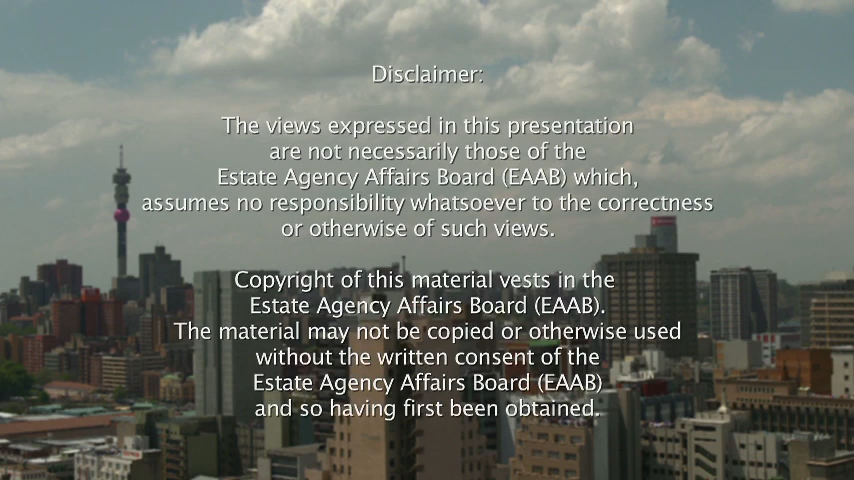 Disclaimer:
The views expressed in this presentation
are not necessarily those of the
Estate Agency Affairs Board (EAAB) which,
assumes no responsibility whatsoever to the correctness
or otherwise of such views.
Copyright of this material vests in the
Estate Agency Affairs Board (EAAB).
The material may not be copied or otherwise used
without the written consent of the
Estate Agency Affairs Board (EAAB)
and so having first been obtained.